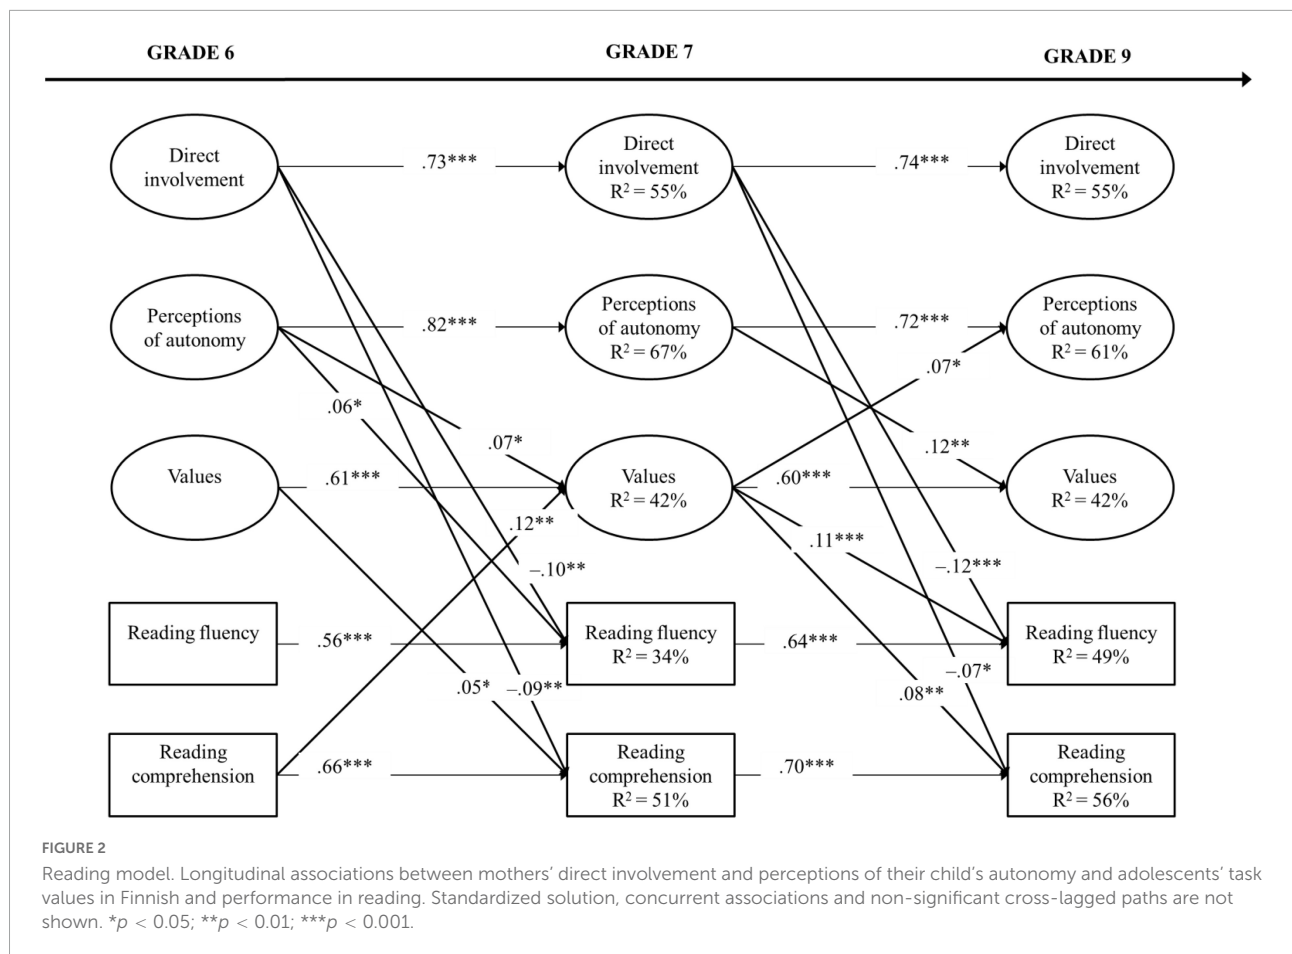 GRADE 6
GRADE 7
GRADE 9
Direct
involvement
.73***
Direct
involvement
R² = 55%
.74***
Direct
involvement
R² = 55%
Perceptions
of autonomy
.82***
Perceptions
of autonomy
R² = 67%
.72***
Perceptions
of autonomy
R² = 61%
.07*
.06*
.07*
.12**
Values
.61***
Values
R² = 42%
.60***
Values
R² = 42%
.12**
.11***
–.10**
–.12***
Reading fluency
.56***
Reading fluency
R² = 34%
.64***
Reading fluency
R² = 49%
.05*
–.09**
.08**
–.07*
Reading
comprehension
.66***
Reading
comprehension
R² = 51%
.70***
Reading
comprehension
R² = 56%
FIGURE 2
Reading model. Longitudinal associations between mothers’ direct involvement and perceptions of their child’s autonomy and adolescents’ task
values in Finnish and performance in reading. Standardized solution, concurrent associations and non-significant cross-lagged paths are not
shown. *p < 0.05; **p < 0.01; ***p < 0.001.